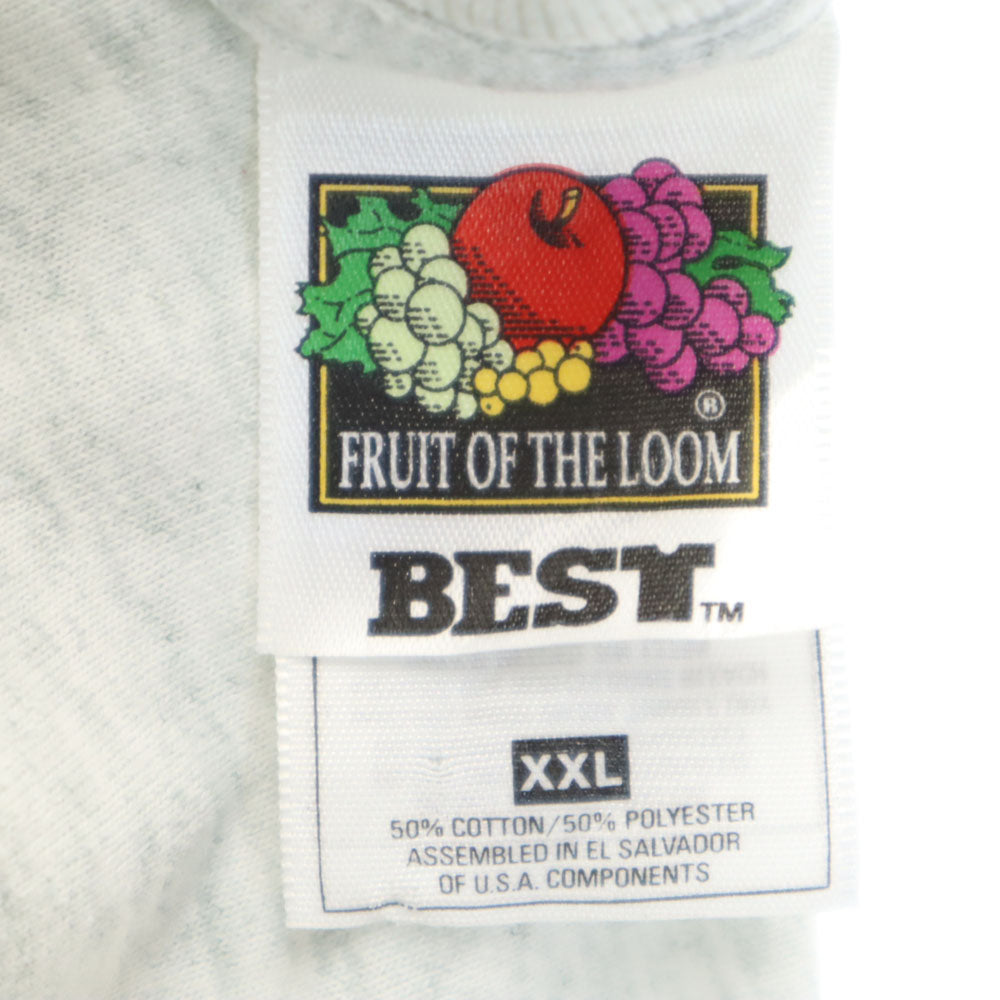 ®
FRUIT OF THE LOOM
BEST™
XXL
50% COTTON/50% POLYESTER
ASSEMBLED IN EL SALVADOR
OF U.S.A. COMPONENTS